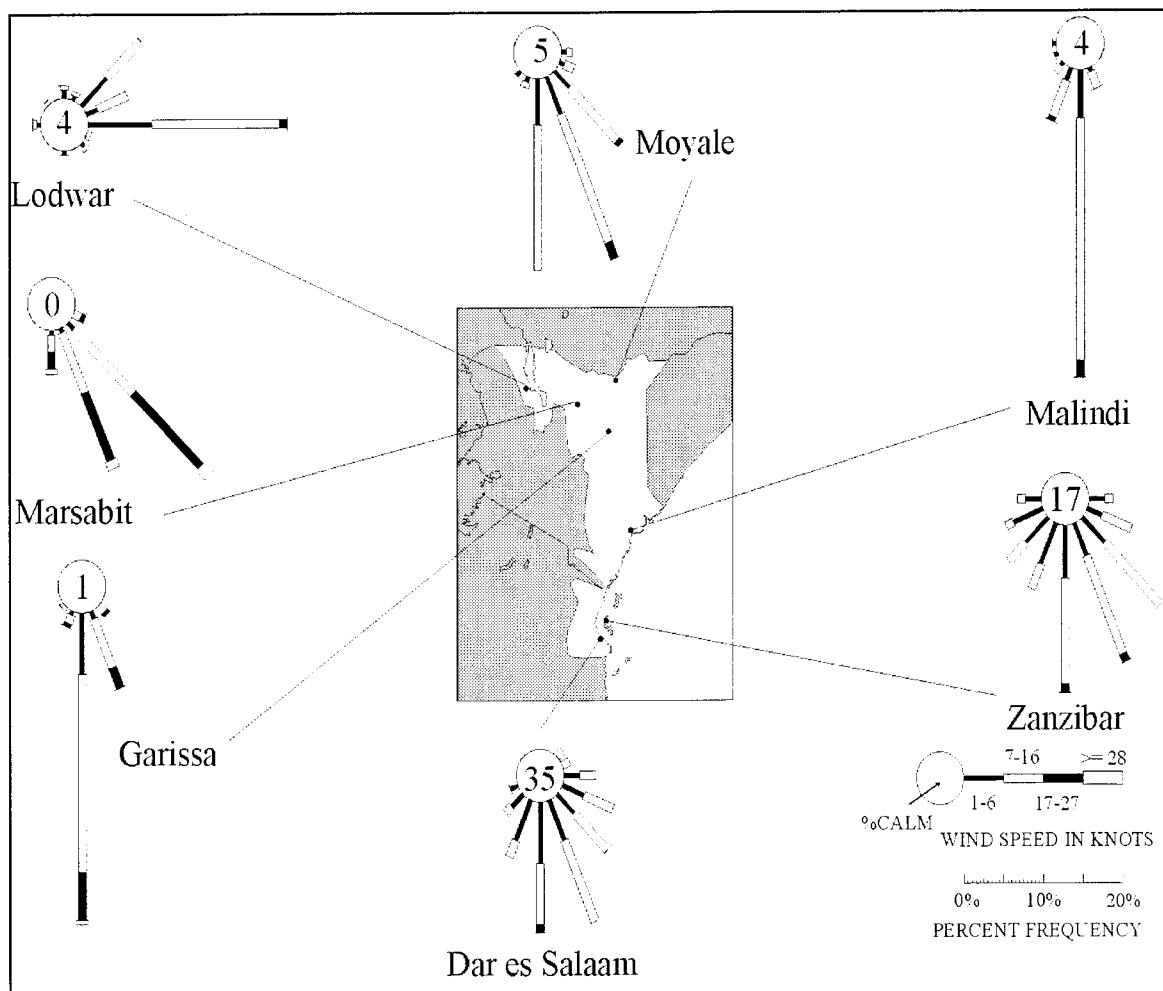 4
Lodwar
5
Moyale
4
Malindi
0
Marsabit
1
Garissa
17
Zanzibar
35
Dar es Salaam
7-16 >= 28
1-6 17-27
%CALM
WIND SPEED IN KNOTS
0% 10% 20%
PERCENT FREQUENCY